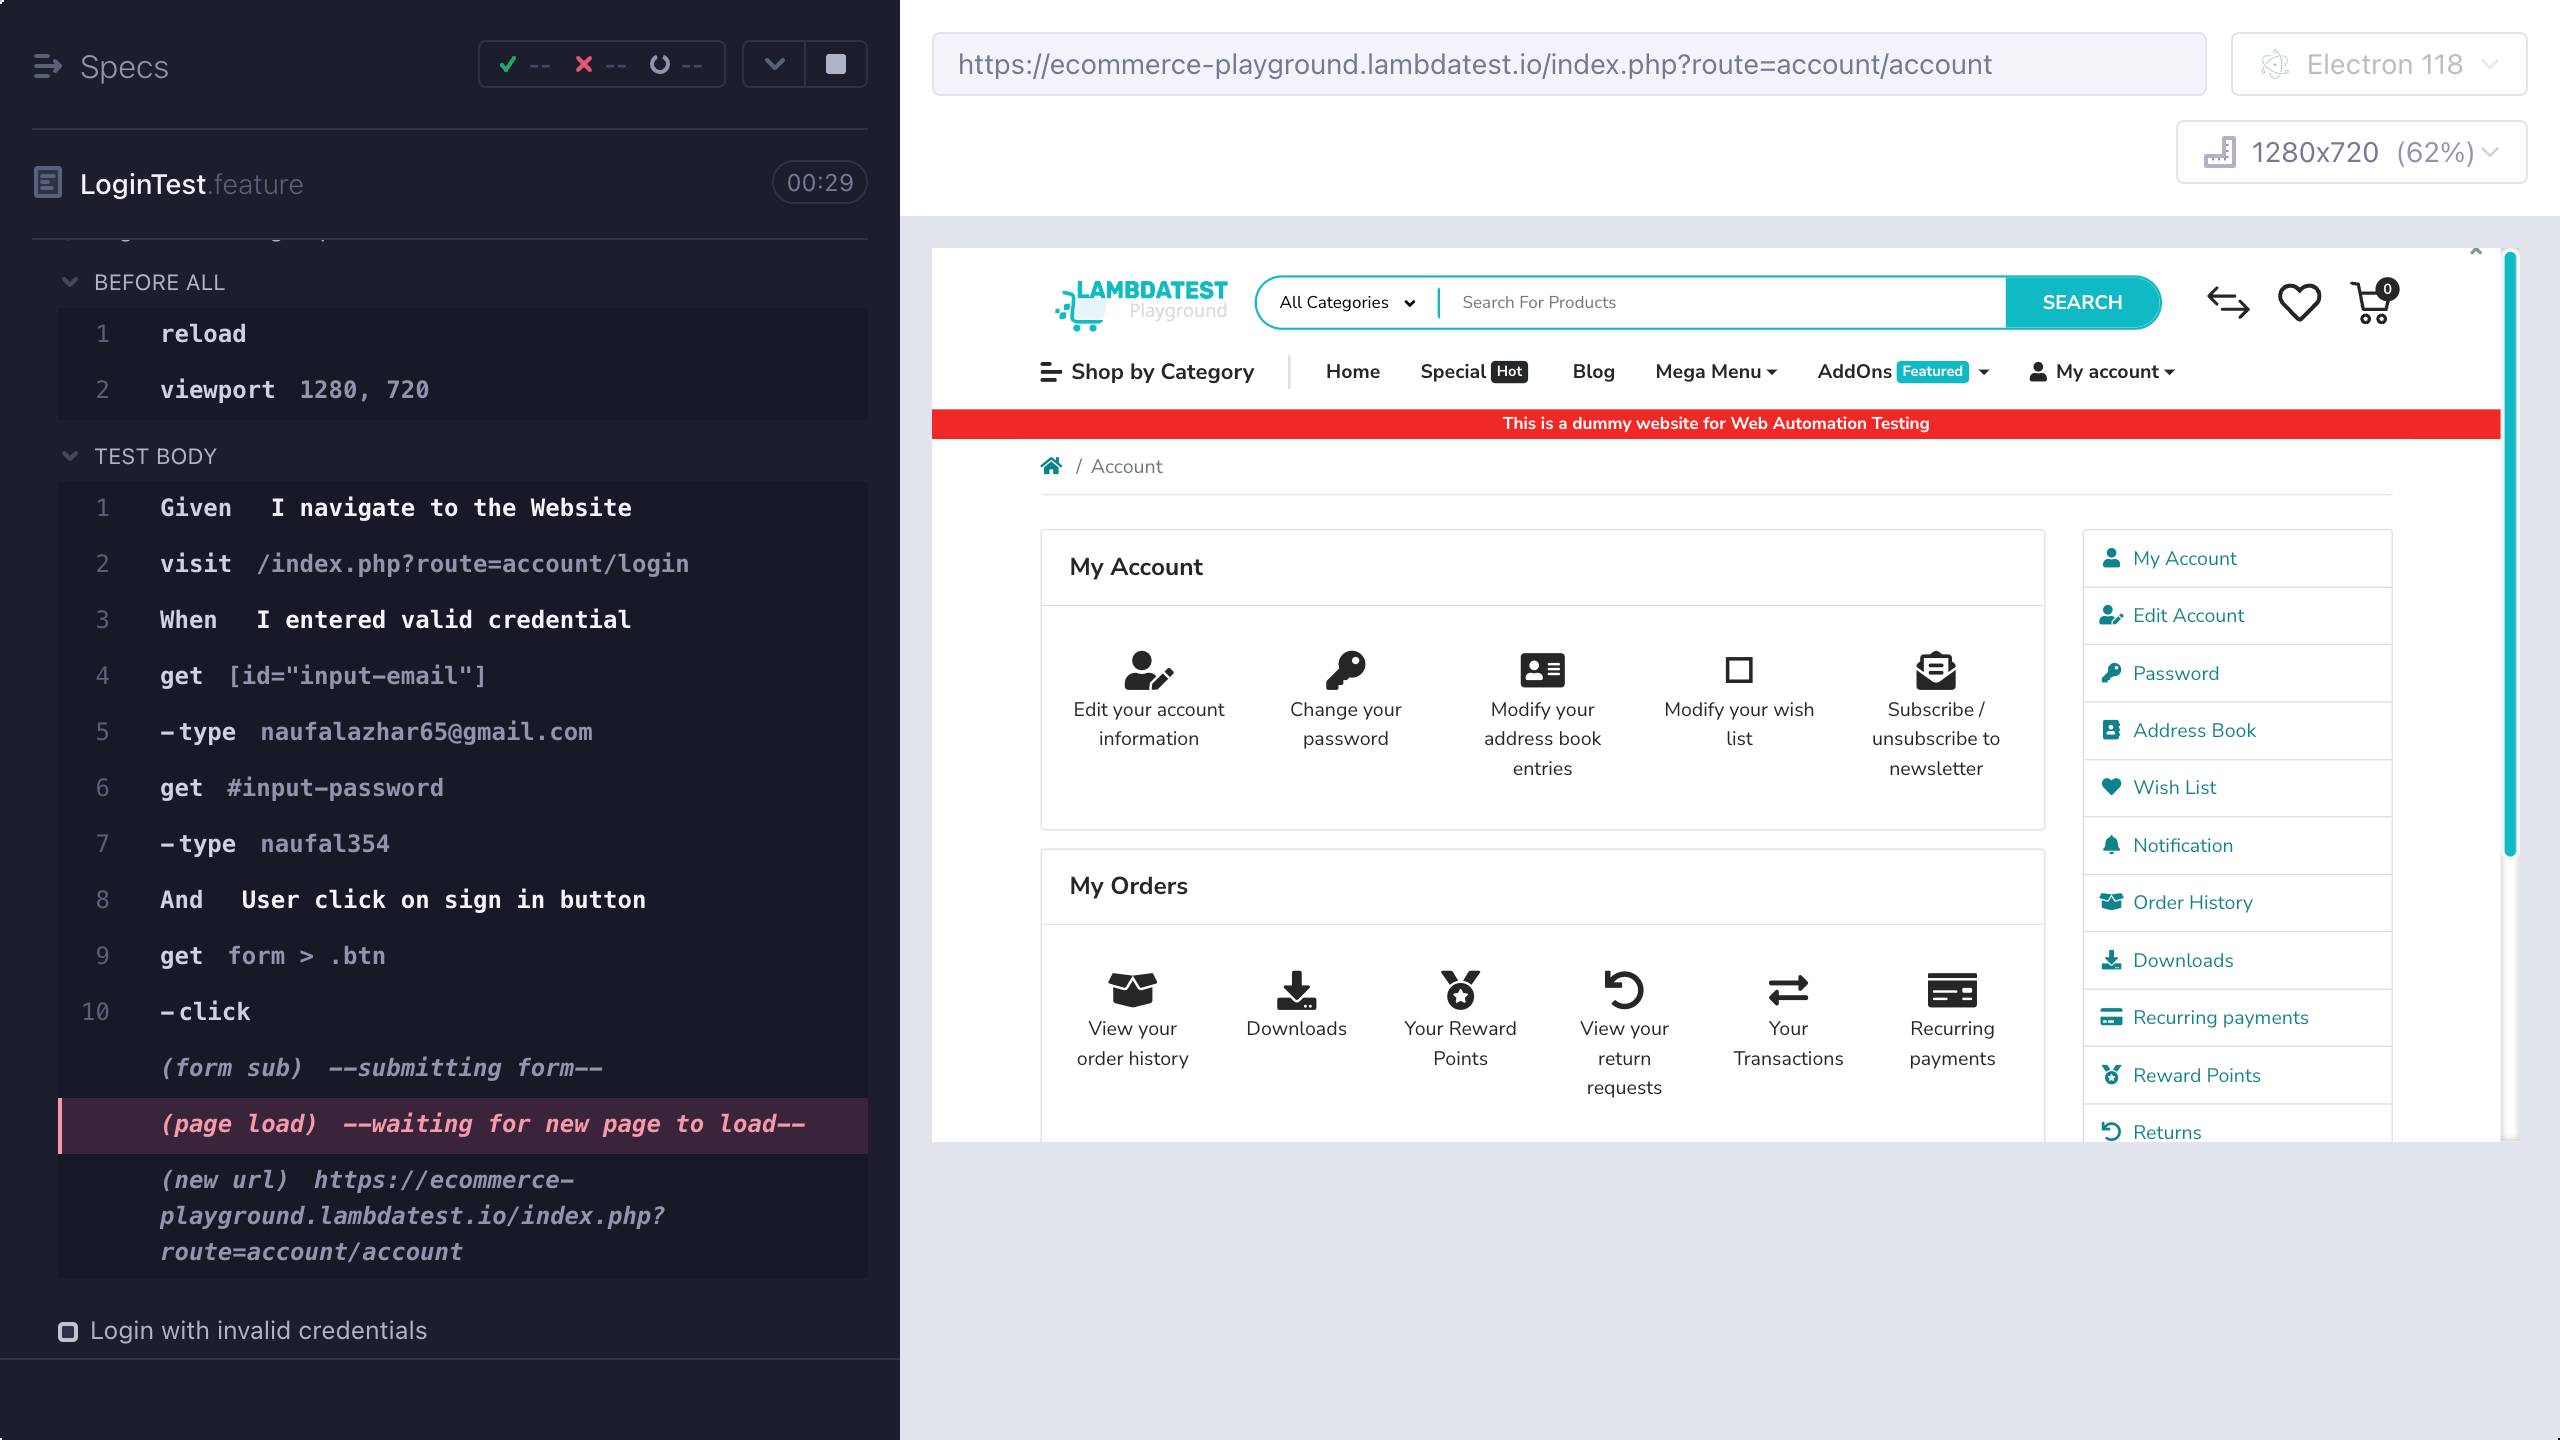 Specs
-- -- --
LoginTest.feature
00:29
BEFORE ALL
1 reload
2 viewport 1280, 720
TEST BODY
1 Given I navigate to the Website
2 visit /index.php?route=account/login
3 When I entered valid credential
4 get [id="input-email"]
5 -type naufalazhar65@gmail.com
6 get #input-password
7 -type naufal354
8 And User click on sign in button
9 get form > .btn
10 -click
(form sub) --submitting form--
(page load) --waiting for new page to load--
(new url) https://ecommerce-
playground.lambdatest.io/index.php?
route=account/account
Login with invalid credentials
https://ecommerce-playground.lambdatest.io/index.php?route=account/account
Electron 118
1280x720 (62%)
LAMBDATEST
Playground
All Categories
Search For Products
SEARCH
0
Shop by Category
Home
Special Hot
Blog
Mega Menu
AddOns Featured
My account
This is a dummy website for Web Automation Testing
/ Account
My Account
Edit your account
information
Change your
password
Modify your
address book
entries
Modify your wish
list
Subscribe /
unsubscribe to
newsletter
My Orders
View your
order history
Downloads
Your Reward
Points
View your
return
requests
Your
Transactions
Recurring
payments
My Account
Edit Account
Password
Address Book
Wish List
Notification
Order History
Downloads
Recurring payments
Reward Points
Returns